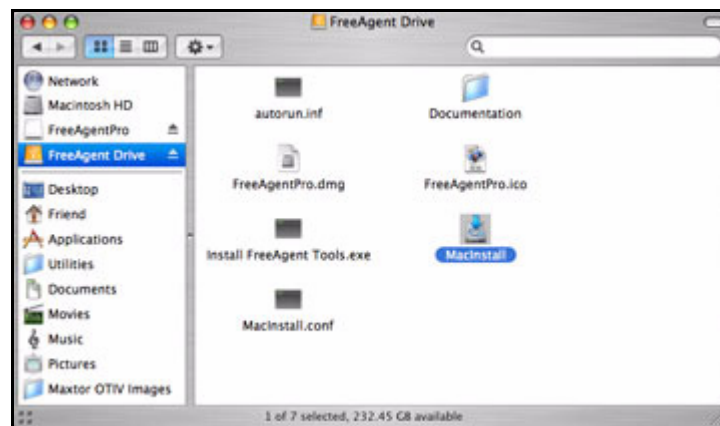 FreeAgent Drive
Network
Macintosh HD
FreeAgentPro
FreeAgent Drive
Desktop
Friend
Applications
Utilities
Documents
Movies
Music
Pictures
Maxtor OTIV Images
autorun.inf
Documentation
FreeAgentPro.dmg
FreeAgentPro.ico
Install FreeAgent Tools.exe
MacInstall
MacInstall.conf
1 of 7 selected, 232.45 GB available